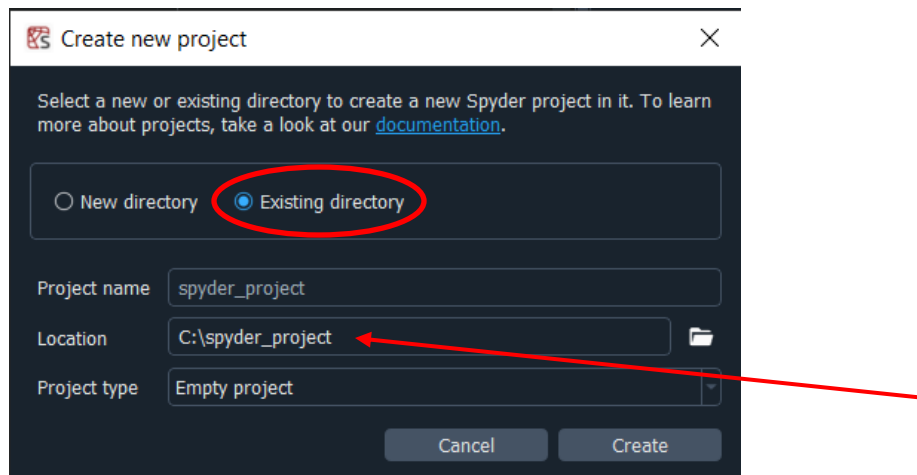 Create new project
Select a new or existing directory to create a new Spyder project in it. To learn
more about projects, take a look at our documentation.
New directory Existing directory
Project name spyder_project
Location C:\spyder_project
Project type Empty project
Cancel Create